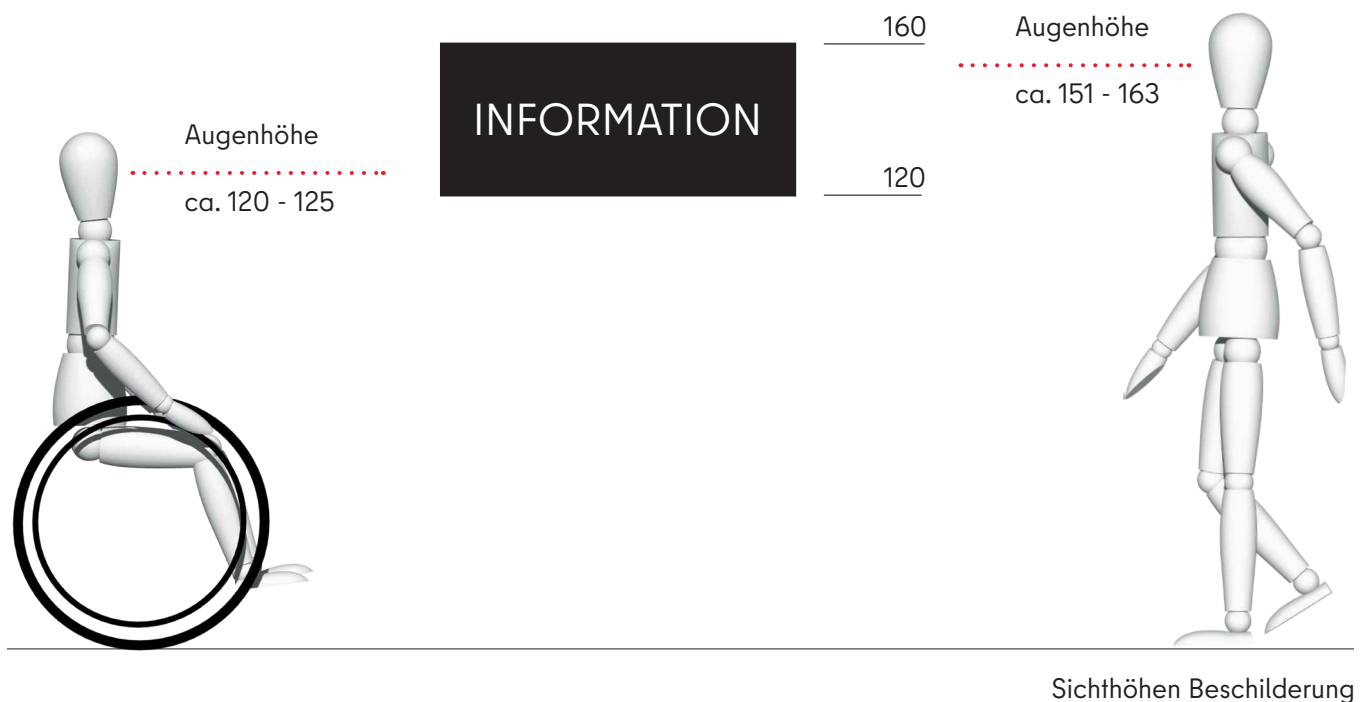 160
Augenhöhe
ca. 151 - 163
INFORMATION
Augenhöhe
ca. 120 - 125
120
Sichthöhen Beschilderung